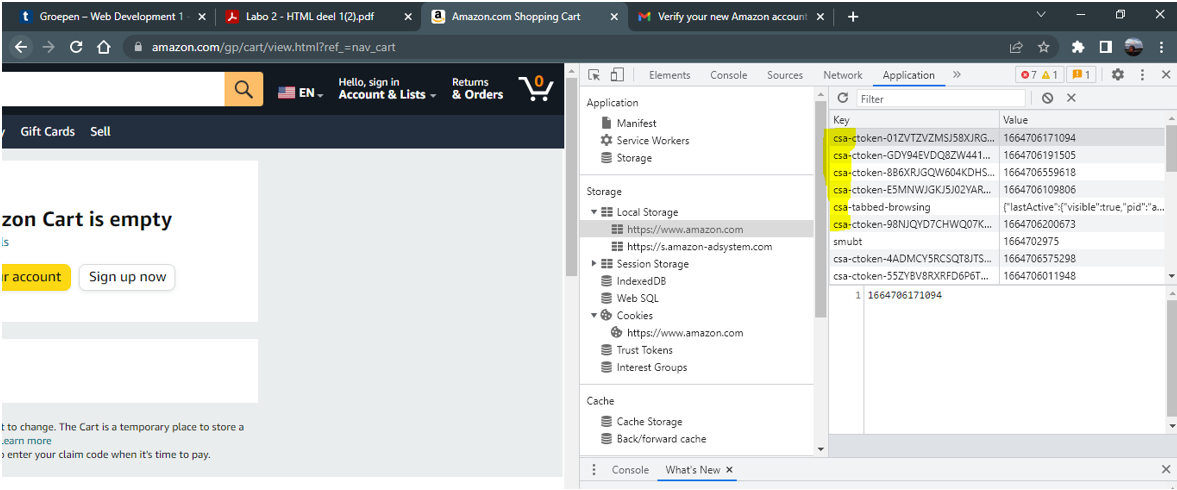 Groepen – Web Development 1 -
Labo 2 - HTML deel 1(2).pdf
Amazon.com Shopping Cart
Verify your new Amazon account
amazon.com/gp/cart/view.html?ref_=nav_cart
EN
Hello, sign in
Account & Lists
Returns
& Orders
0
Gift Cards
Sell
zon Cart is empty
ls
r account
Sign up now
t to change. The Cart is a temporary place to store a
earn more
o enter your claim code when it's time to pay.
Elements
Console
Sources
Network
Application
»
7
1
1
Application
Manifest
Service Workers
Storage
Storage
Local Storage
https://www.amazon.com
https://s.amazon-adsystem.com
Session Storage
IndexedDB
Web SQL
Cookies
https://www.amazon.com
Trust Tokens
Interest Groups
Cache
Cache Storage
Back/forward cache
Filter
Key Value
csa-ctoken-01ZVTZVZMSJ58XJRG... 1664706171094
csa-ctoken-GDY94EVDQ8ZW441... 1664706191505
csa-ctoken-8B6XRJGQW604KDHS... 1664706559618
csa-ctoken-E5MNWJGKJ5J02YAR... 1664706109806
csa-tabbed-browsing {"lastActive":{"visible":true,"pid":"a...
csa-ctoken-98NJQYD7CHWQ07K... 1664706200673
smubt 1664702975
csa-ctoken-4ADMCY5RCSQT8JTS... 1664706575298
csa-ctoken-55ZYBV8RXRFD6P6T... 1664706011948
1 1664706171094
Console
What's New